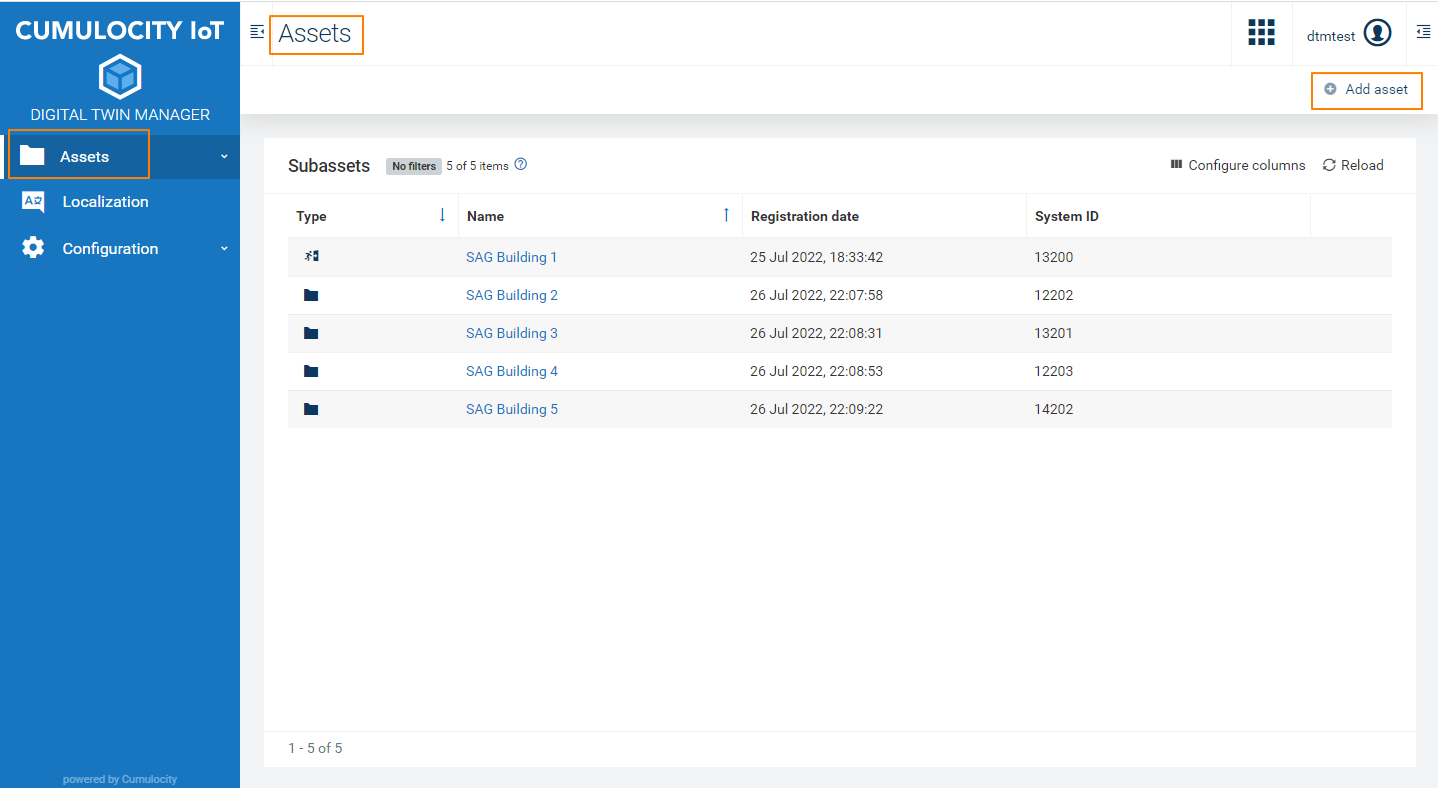 CUMULOCITY IoT
DIGITAL TWIN MANAGER
Assets
Localization
Configuration
powered by Cumulocity
Assets
dtmtest
Add asset
Subassets No filters 5 of 5 items
Configure columns Reload
Type Name Registration date System ID
SAG Building 1 25 Jul 2022, 18:33:42 13200
SAG Building 2 26 Jul 2022, 22:07:58 12202
SAG Building 3 26 Jul 2022, 22:08:31 13201
SAG Building 4 26 Jul 2022, 22:08:53 12203
SAG Building 5 26 Jul 2022, 22:09:22 14202
1 - 5 of 5